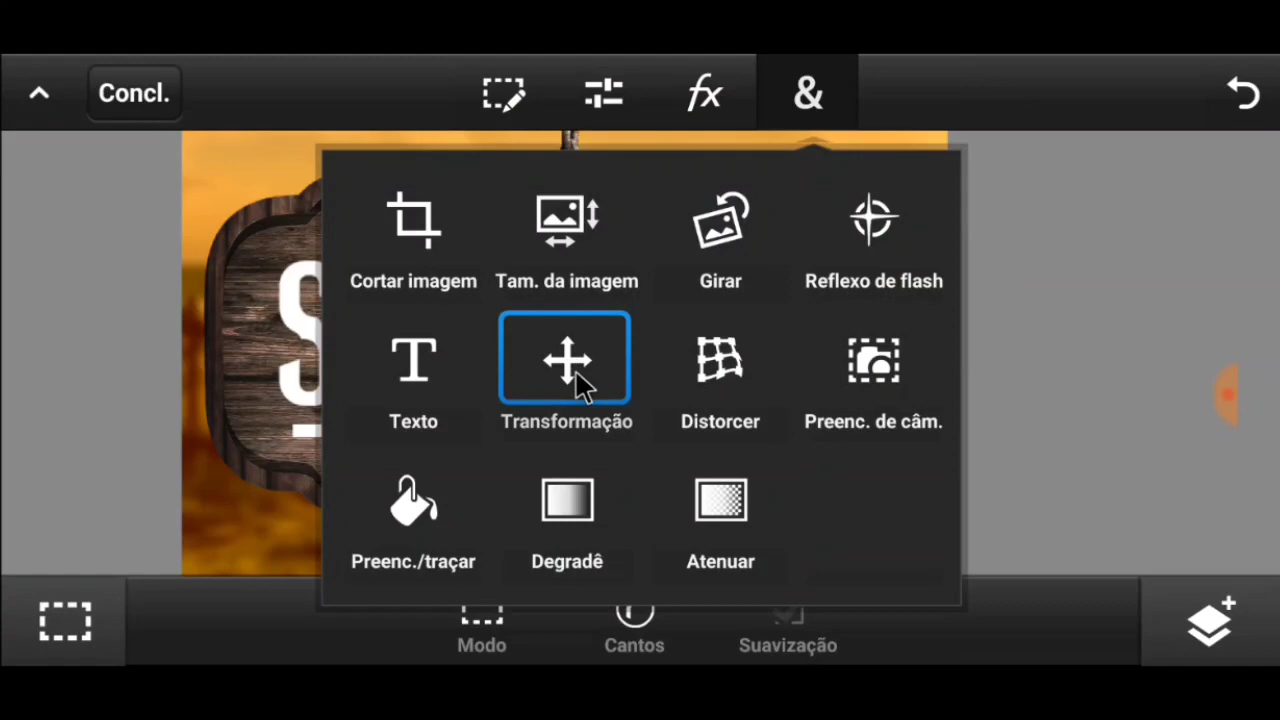 Concl.
fx
&
Cortar imagem
Tam. da imagem
Girar
Reflexo de flash
S
T
Texto
Transformação
Distorcer
Preenc. de câm.
Preenc./traçar
Degradê
Atenuar
Modo
Cantos
Suavização